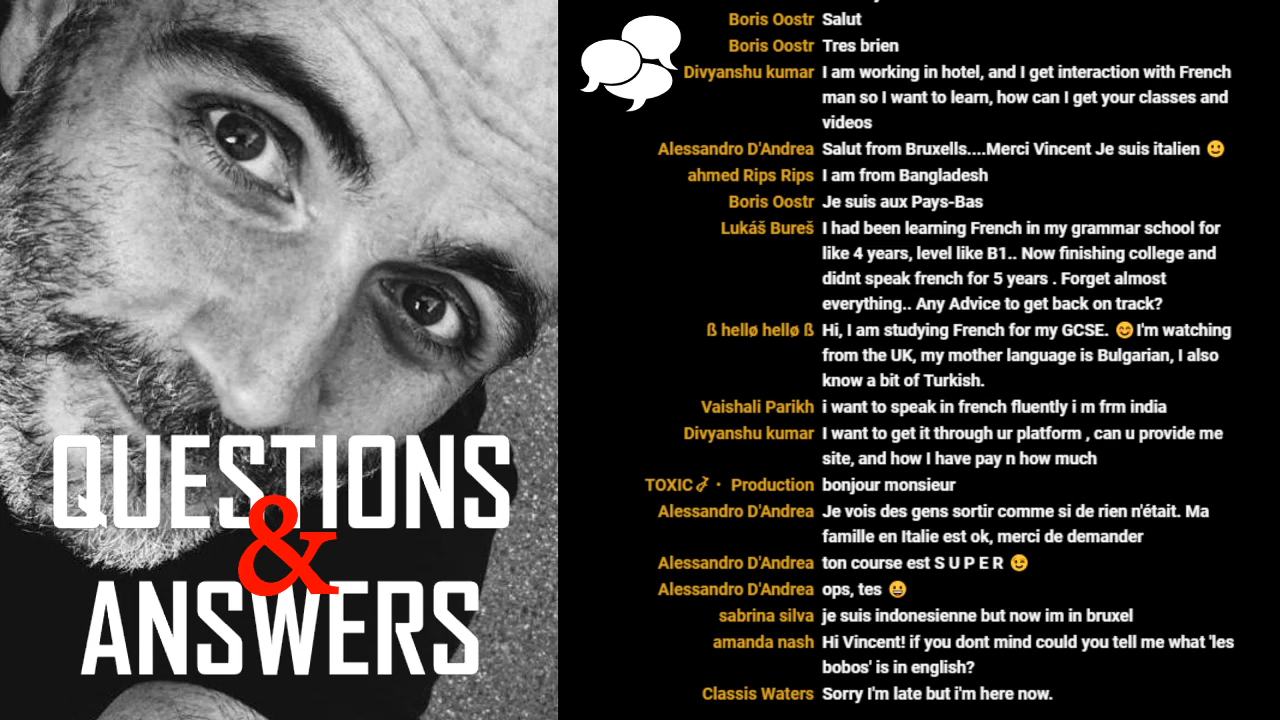 QUESTIONS
&
ANSWERS
Boris Oostr Salut
Boris Oostr Tres brien
Divyanshu kumar I am working in hotel, and I get interaction with French
man so I want to learn, how can I get your classes and
videos
Alessandro D'Andrea Salut from Bruxells....Merci Vincent Je suis italien 😃
ahmed Rips Rips I am from Bangladesh
Boris Oostr Je suis aux Pays-Bas
Lukáš Bureš I had been learning French in my grammar school for
like 4 years, level like B1.. Now finishing college and
didnt speak french for 5 years . Forget almost
everything.. Any Advice to get back on track?
ß hellø hellø ß Hi, I am studying French for my GCSE. 😊I'm watching
from the UK, my mother language is Bulgarian, I also
know a bit of Turkish.
Vaishali Parikh i want to speak in french fluently i m frm india
Divyanshu kumar I want to get it through ur platform , can u provide me
site, and how I have pay n how much
TOXIC · Production bonjour monsieur
Alessandro D'Andrea Je vois des gens sortir comme si de rien n'était. Ma
famille en Italie est ok, merci de demander
Alessandro D'Andrea ton course est S U P E R 😉
Alessandro D'Andrea ops, tes 😀
sabrina silva je suis indonesienne but now im in bruxel
amanda nash Hi Vincent! if you dont mind could you tell me what 'les
bobos' is in english?
Classis Waters Sorry I'm late but i'm here now.